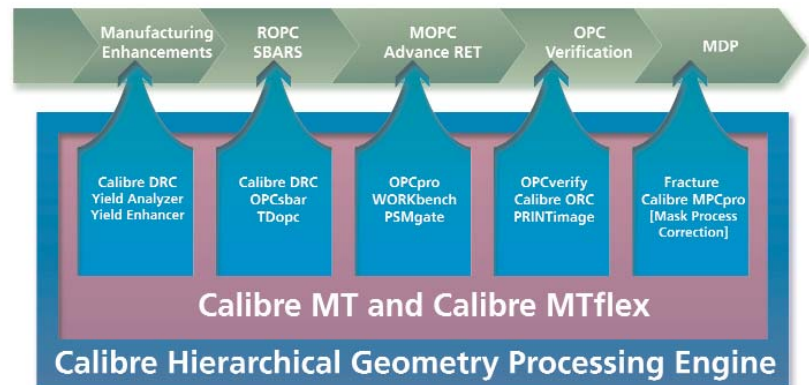 Manufacturing
Enhancements
ROPC
SBARS
MOPC
Advance RET
OPC
Verification
MDP
Calibre DRC
Yield Analyzer
Yield Enhancer
Calibre DRC
OPCsbar
TDopc
OPCpro
WORKbench
PSMgate
OPCverify
Calibre ORC
PRINTimage
Fracture
Calibre MPCpro
[Mask Process
Correction]
Calibre MT and Calibre MTflex
Calibre Hierarchical Geometry Processing Engine